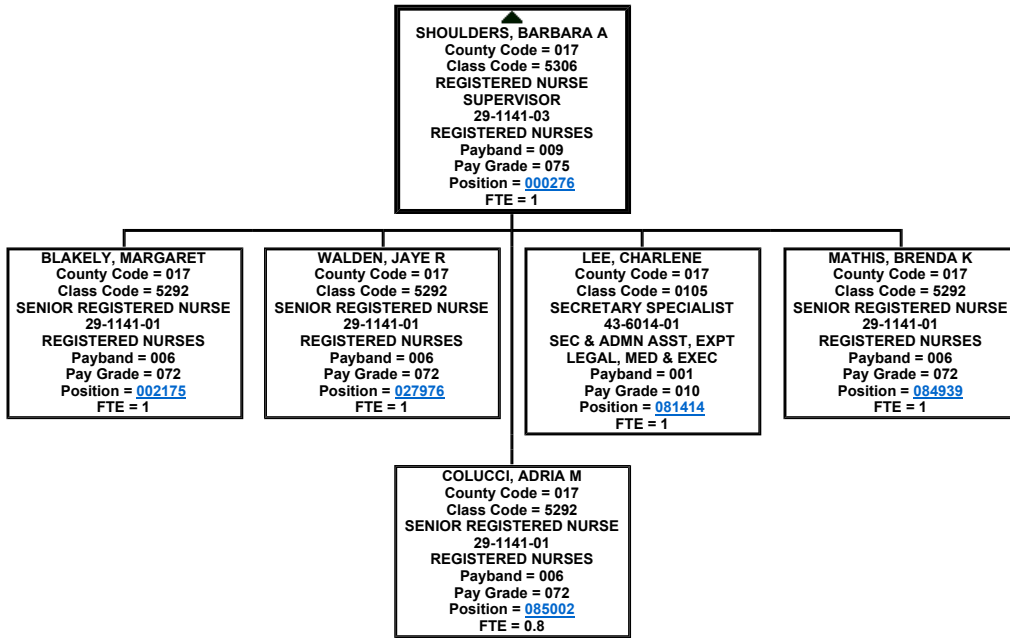 SHOULDERS, BARBARA A
County Code = 017
Class Code = 5306
REGISTERED NURSE
SUPERVISOR
29-1141-03
REGISTERED NURSES
Payband = 009
Pay Grade = 075
Position = 000276
FTE = 1
BLAKELY, MARGARET
County Code = 017
Class Code = 5292
SENIOR REGISTERED NURSE
29-1141-01
REGISTERED NURSES
Payband = 006
Pay Grade = 072
Position = 002175
FTE = 1
WALDEN, JAYE R
County Code = 017
Class Code = 5292
SENIOR REGISTERED NURSE
29-1141-01
REGISTERED NURSES
Payband = 006
Pay Grade = 072
Position = 027976
FTE = 1
LEE, CHARLENE
County Code = 017
Class Code = 0105
SECRETARY SPECIALIST
43-6014-01
SEC & ADMN ASST, EXPT
LEGAL, MED & EXEC
Payband = 001
Pay Grade = 010
Position = 081414
FTE = 1
MATHIS, BRENDA K
County Code = 017
Class Code = 5292
SENIOR REGISTERED NURSE
29-1141-01
REGISTERED NURSES
Payband = 006
Pay Grade = 072
Position = 084939
FTE = 1
COLUCCI, ADRIA M
County Code = 017
Class Code = 5292
SENIOR REGISTERED NURSE
29-1141-01
REGISTERED NURSES
Payband = 006
Pay Grade = 072
Position = 085002
FTE = 0.8